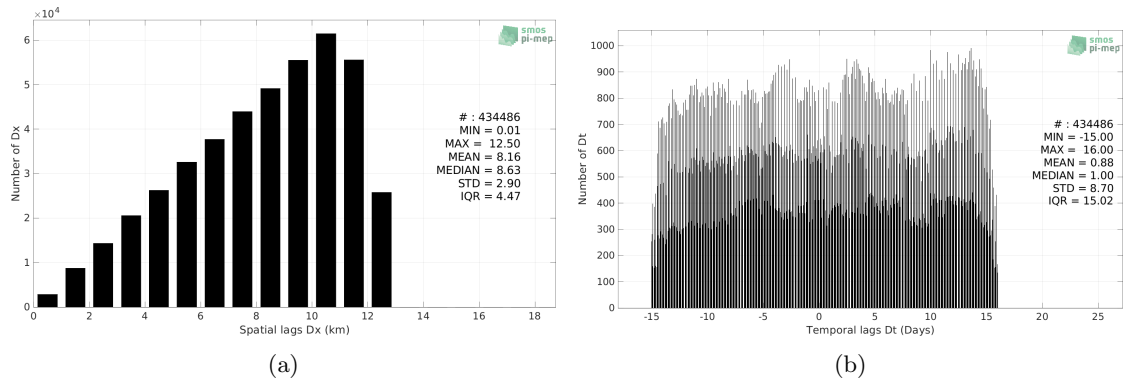 ×10⁴
6
5
4
3
2
1
0
Number of Dx
0 2 4 6 8 10 12 14 16 18
Spatial lags Dx (km)
smos
pi-mep
# : 434486
MIN = 0.01
MAX = 12.50
MEAN = 8.16
MEDIAN = 8.63
STD = 2.90
IQR = 4.47
(a)
1000
900
800
700
600
500
400
300
200
100
0
Number of Dt
-15 -10 -5 0 5 10 15 20 25
Temporal lags Dt (Days)
smos
pi-mep
# : 434486
MIN = -15.00
MAX = 16.00
MEAN = 0.88
MEDIAN = 1.00
STD = 8.70
IQR = 15.02
(b)